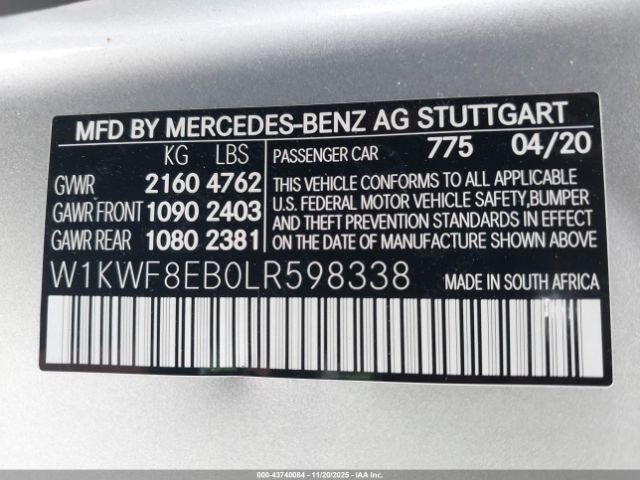 MFD BY MERCEDES-BENZ AG STUTTGART
KG LBS
GVWR 2160 4762
GAWR FRONT 1090 2403
GAWR REAR 1080 2381
PASSENGER CAR 775 04/20
THIS VEHICLE CONFORMS TO ALL APPLICABLE
U.S. FEDERAL MOTOR VEHICLE SAFETY,BUMPER
AND THEFT PREVENTION STANDARDS IN EFFECT
ON THE DATE OF MANUFACTURE SHOWN ABOVE.
W1KWF8EB0LR598338
MADE IN SOUTH AFRICA
000-43740084 - 11/20/2025 - IAAI, Inc.